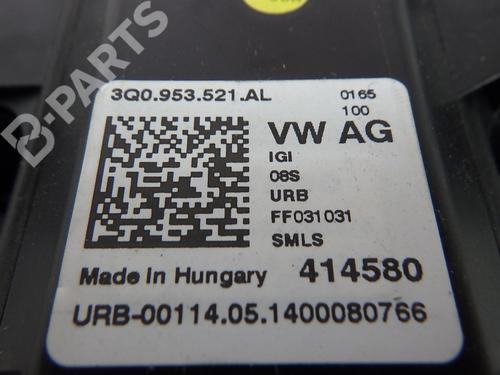 B-PARTS
3Q0.953.521.AL 0165
100
VW AG
IGI
08S
URB
FF031031
SMLS
Made in Hungary 414580
URB-00114.05.1400080766